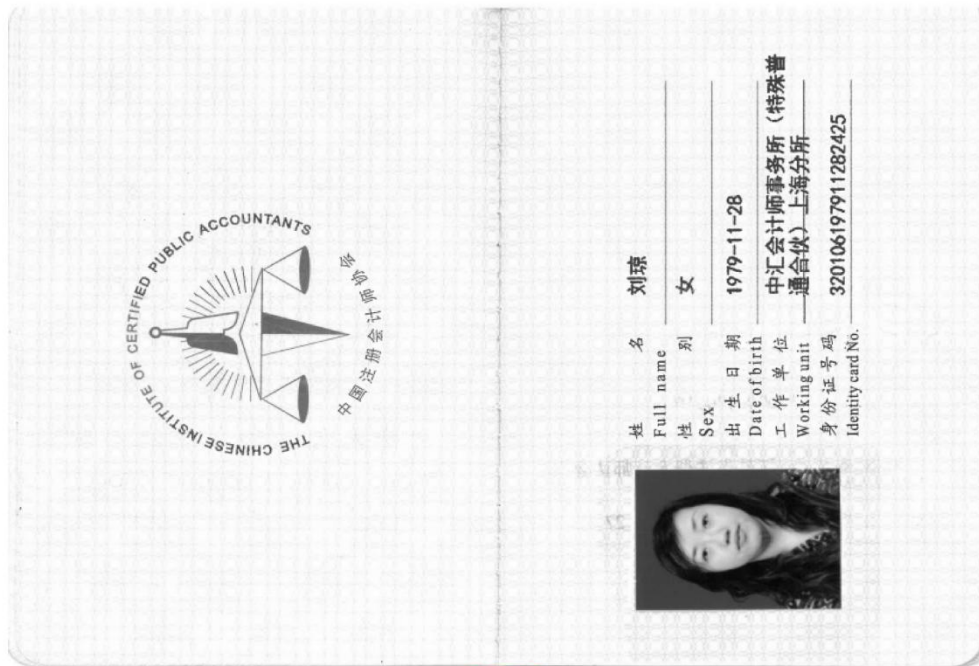 THE CHINESE INSTITUTE OF CERTIFIED PUBLIC ACCOUNTANTS
中国注册会计师协会
姓 名 刘琼
Full name
性 别 女
Sex
出 生 日 期 1979-11-28
Date of birth
工 作 单 位 中汇会计师事务所（特殊普
Working unit 通合伙）上海分所
身份证号码 320106197911282425
Identity card No.